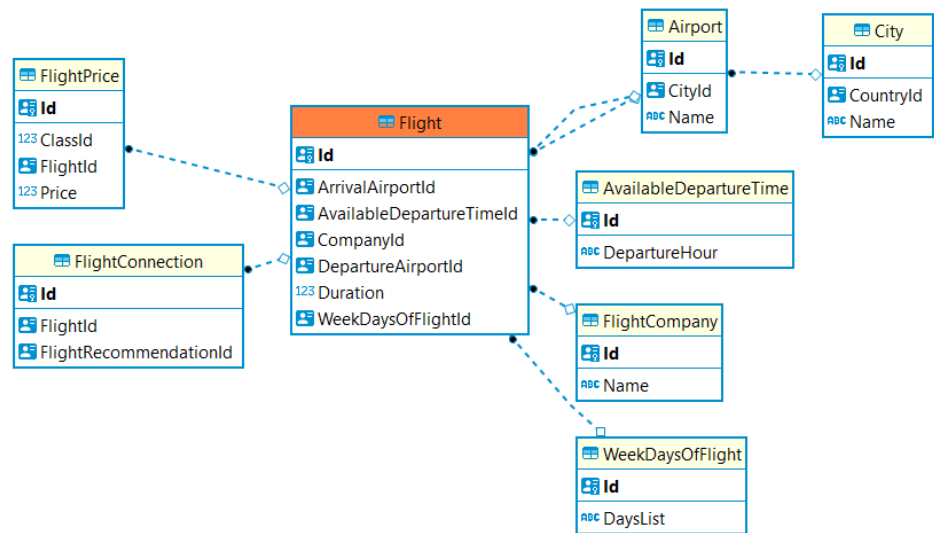 FlightPrice
Id
123 ClassId
FlightId
123 Price
FlightConnection
Id
FlightId
FlightRecommendationId
Flight
Id
ArrivalAirportId
AvailableDepartureTimeId
CompanyId
DepartureAirportId
123 Duration
WeekDaysOfFlightId
Airport
Id
CityId
ABC Name
City
Id
CountryId
ABC Name
AvailableDepartureTime
Id
ABC DepartureHour
FlightCompany
Id
ABC Name
WeekDaysOfFlight
Id
ABC DaysList